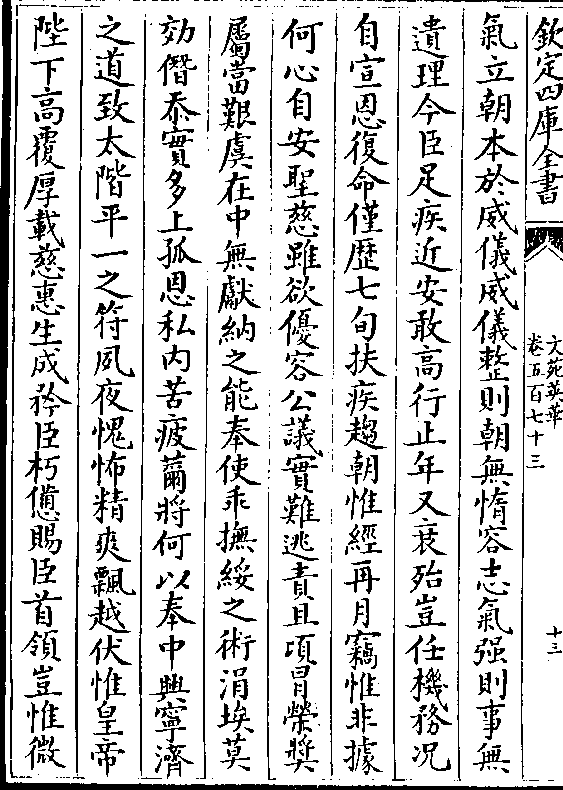 欽定四庫全書
文苑英華
卷五百七十三
十三
氣立朝本於威儀威儀整則朝無惰容志氣强則事無
遺理今臣足疾近安敢高行止年又衰殆豈任機務况
自宣恩復命僅歴七旬扶疾趨朝惟經再月竊惟非據
何心自安聖慈雖欲優容公議實難逃責且項冒榮奬
屬當艱虞在中無獻納之能奉使乖撫綏之術涓埃莫
効僭忝實多上孤恩私内苦疲薾將何以奉中興寧濟
之道致太階平一之符夙夜愧怖精爽飄越伏惟皇帝
陛下高覆厚載慈惠生成矜臣朽憊賜臣首領豈惟微